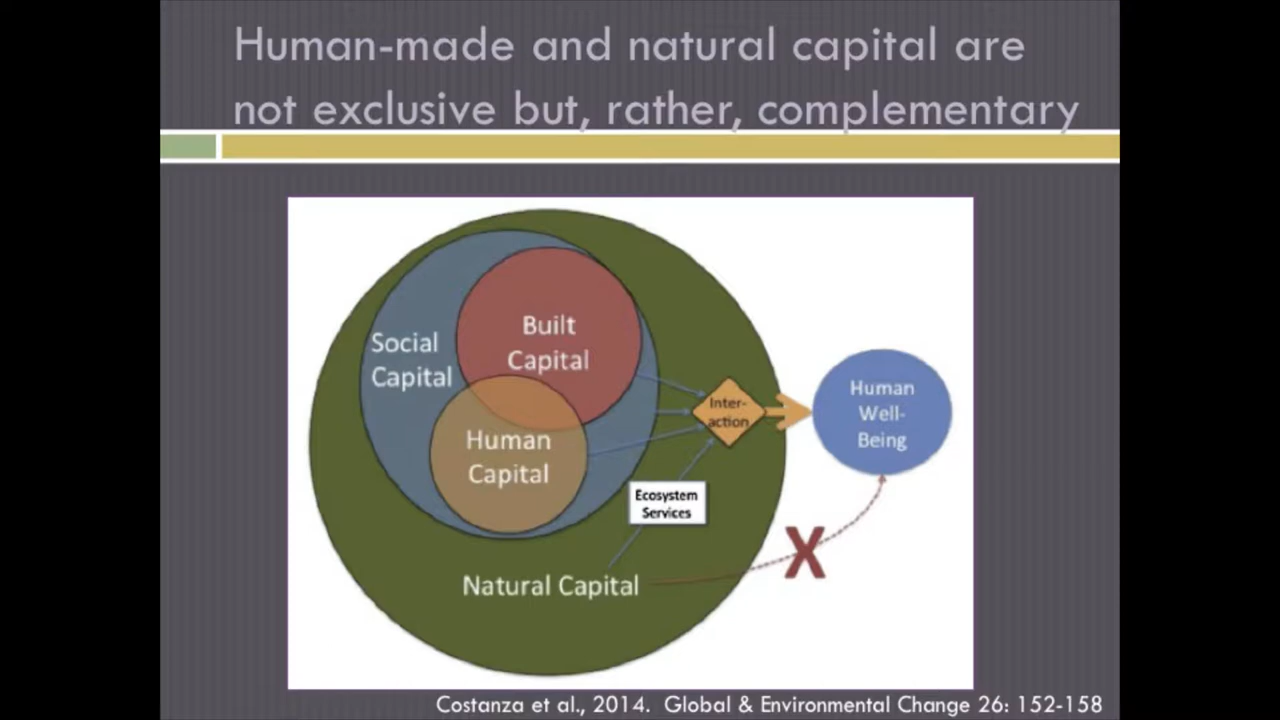 Human-made and natural capital are
not exclusive but, rather, complementary
Social
Capital
Built
Capital
Human
Capital
Inter-
action
Human
Well-
Being
Ecosystem
Services
X
Natural Capital
Costanza et al., 2014. Global & Environmental Change 26: 152-158